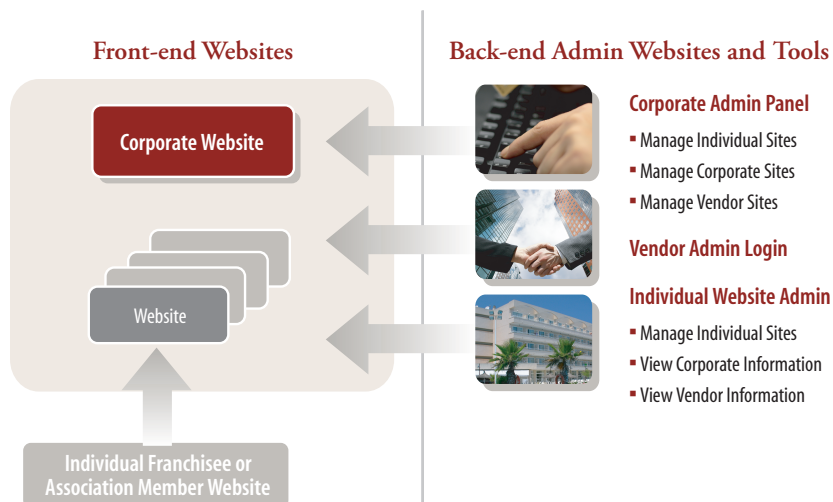 Front-end Websites
Corporate Website
Website
Individual Franchisee or
Association Member Website
Back-end Admin Websites and Tools
Corporate Admin Panel
▪ Manage Individual Sites
▪ Manage Corporate Sites
▪ Manage Vendor Sites
Vendor Admin Login
Individual Website Admin
▪ Manage Individual Sites
▪ View Corporate Information
▪ View Vendor Information